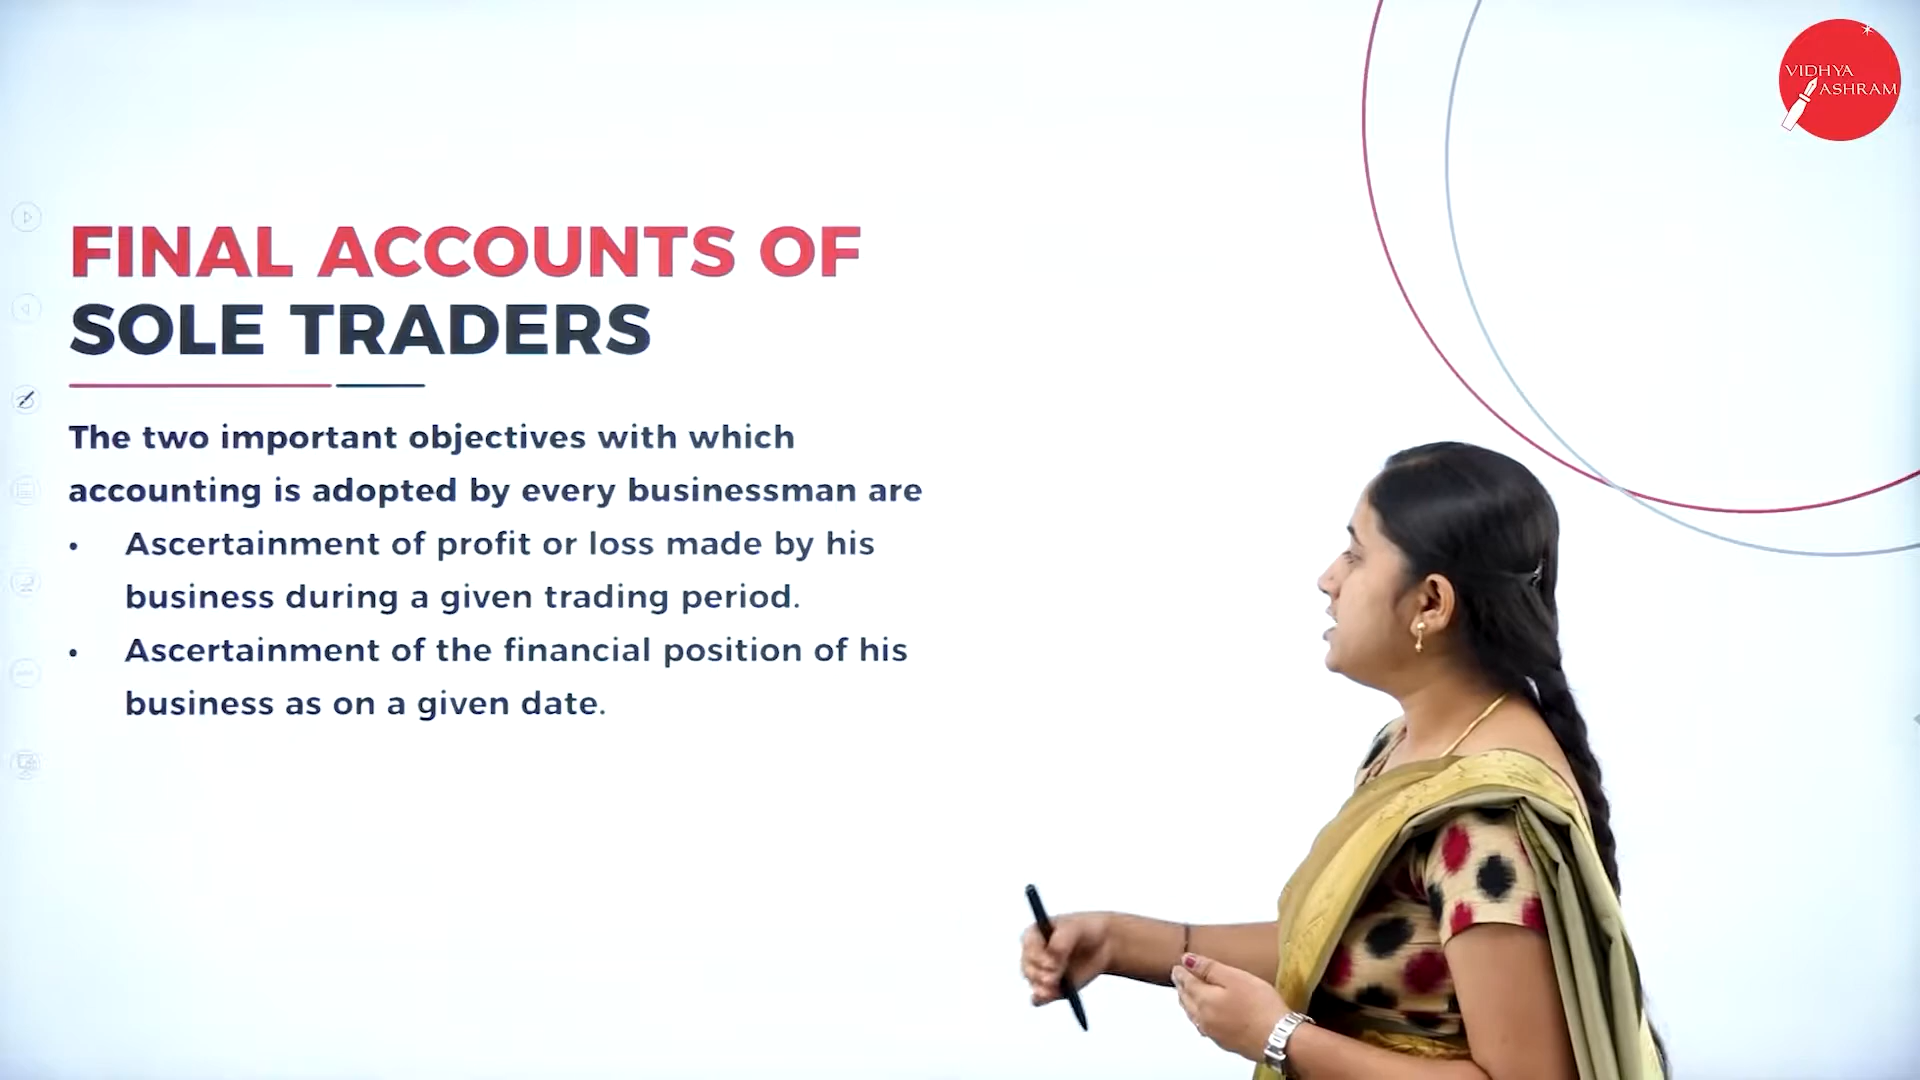 VIDHYA
ASHRAM
FINAL ACCOUNTS OF
SOLE TRADERS
The two important objectives with which
accounting is adopted by every businessman are
• Ascertainment of profit or loss made by his
business during a given trading period.
• Ascertainment of the financial position of his
business as on a given date.